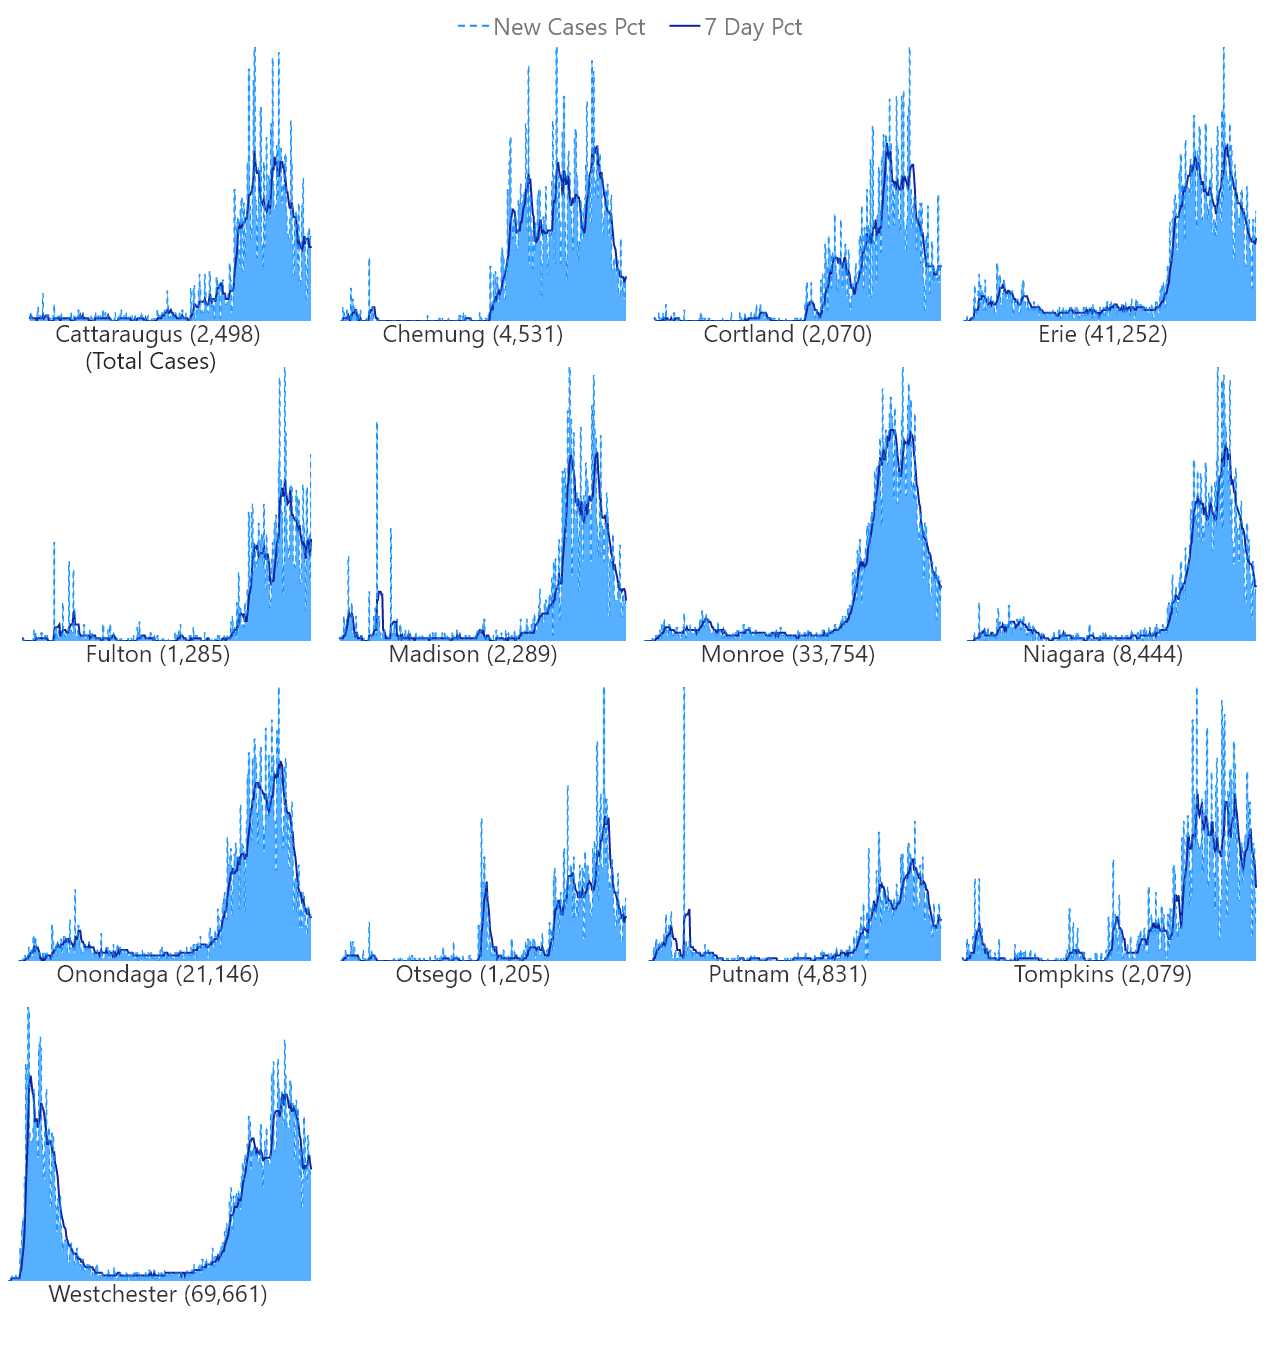 New Cases Pct 7 Day Pct
Cattaraugus (2,498)
(Total Cases)
Chemung (4,531)
Cortland (2,070)
Erie (41,252)
Fulton (1,285)
Madison (2,289)
Monroe (33,754)
Niagara (8,444)
Onondaga (21,146)
Otsego (1,205)
Putnam (4,831)
Tompkins (2,079)
Westchester (69,661)